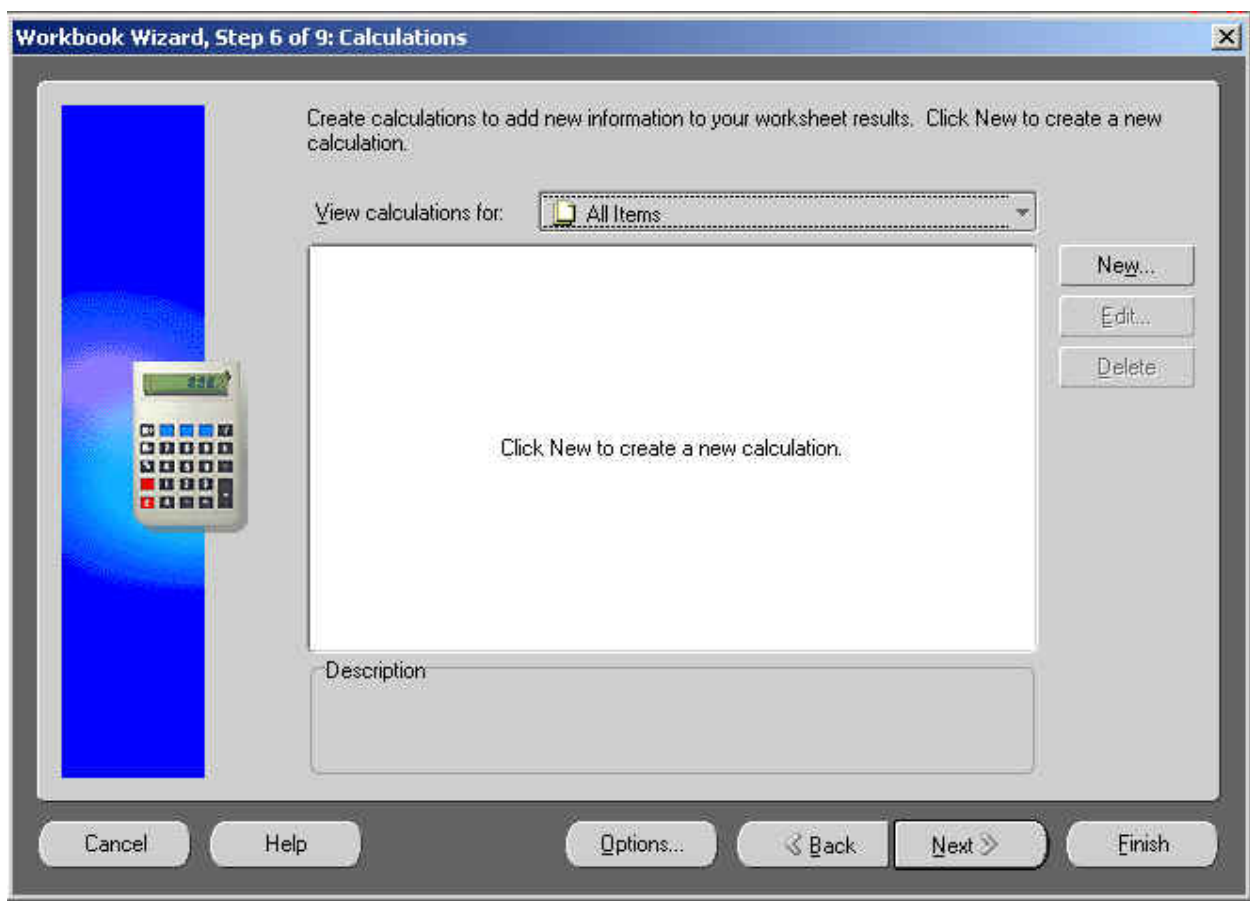 Workbook Wizard, Step 6 of 9: Calculations
Create calculations to add new information to your worksheet results. Click New to create a new
calculation.
View calculations for:
All Items
New...
Edit...
Delete
Click New to create a new calculation.
Description
Cancel
Help
Options...
Back
Next
Finish